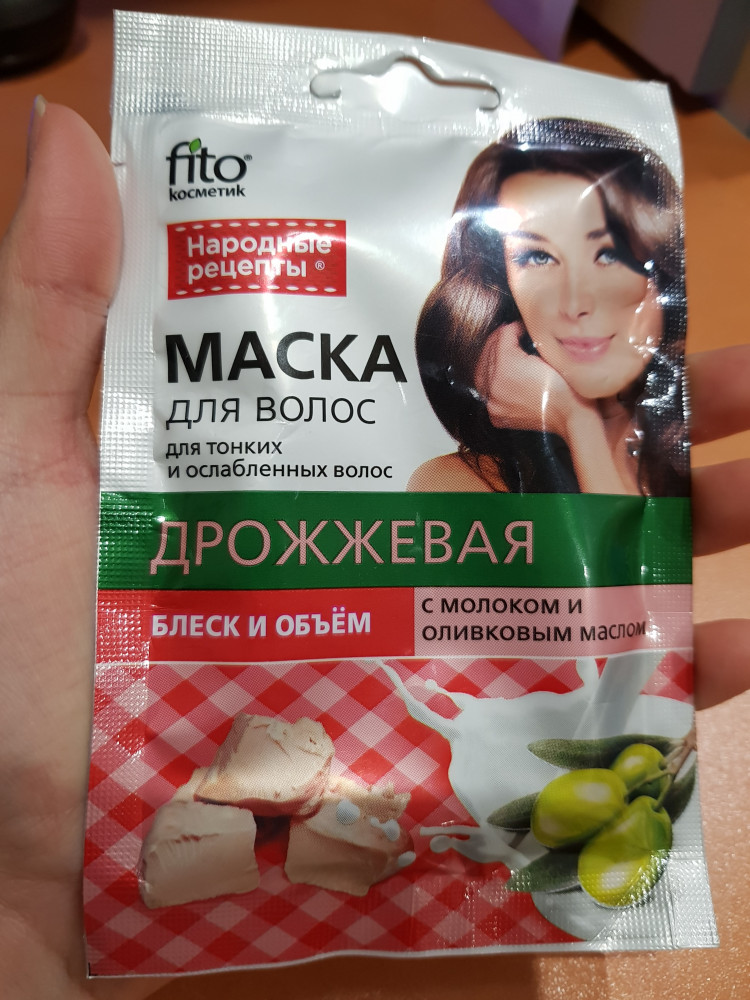 fito®
косметик
Народные
рецепты ®
МАСКА
ДЛЯ ВОЛОС
для тонких
и ослабленных волос
ДРОЖЖЕВАЯ
БЛЕСК И ОБЪЁМ
С МОЛОКОМ И
ОЛИВКОВЫМ МАСЛОМ